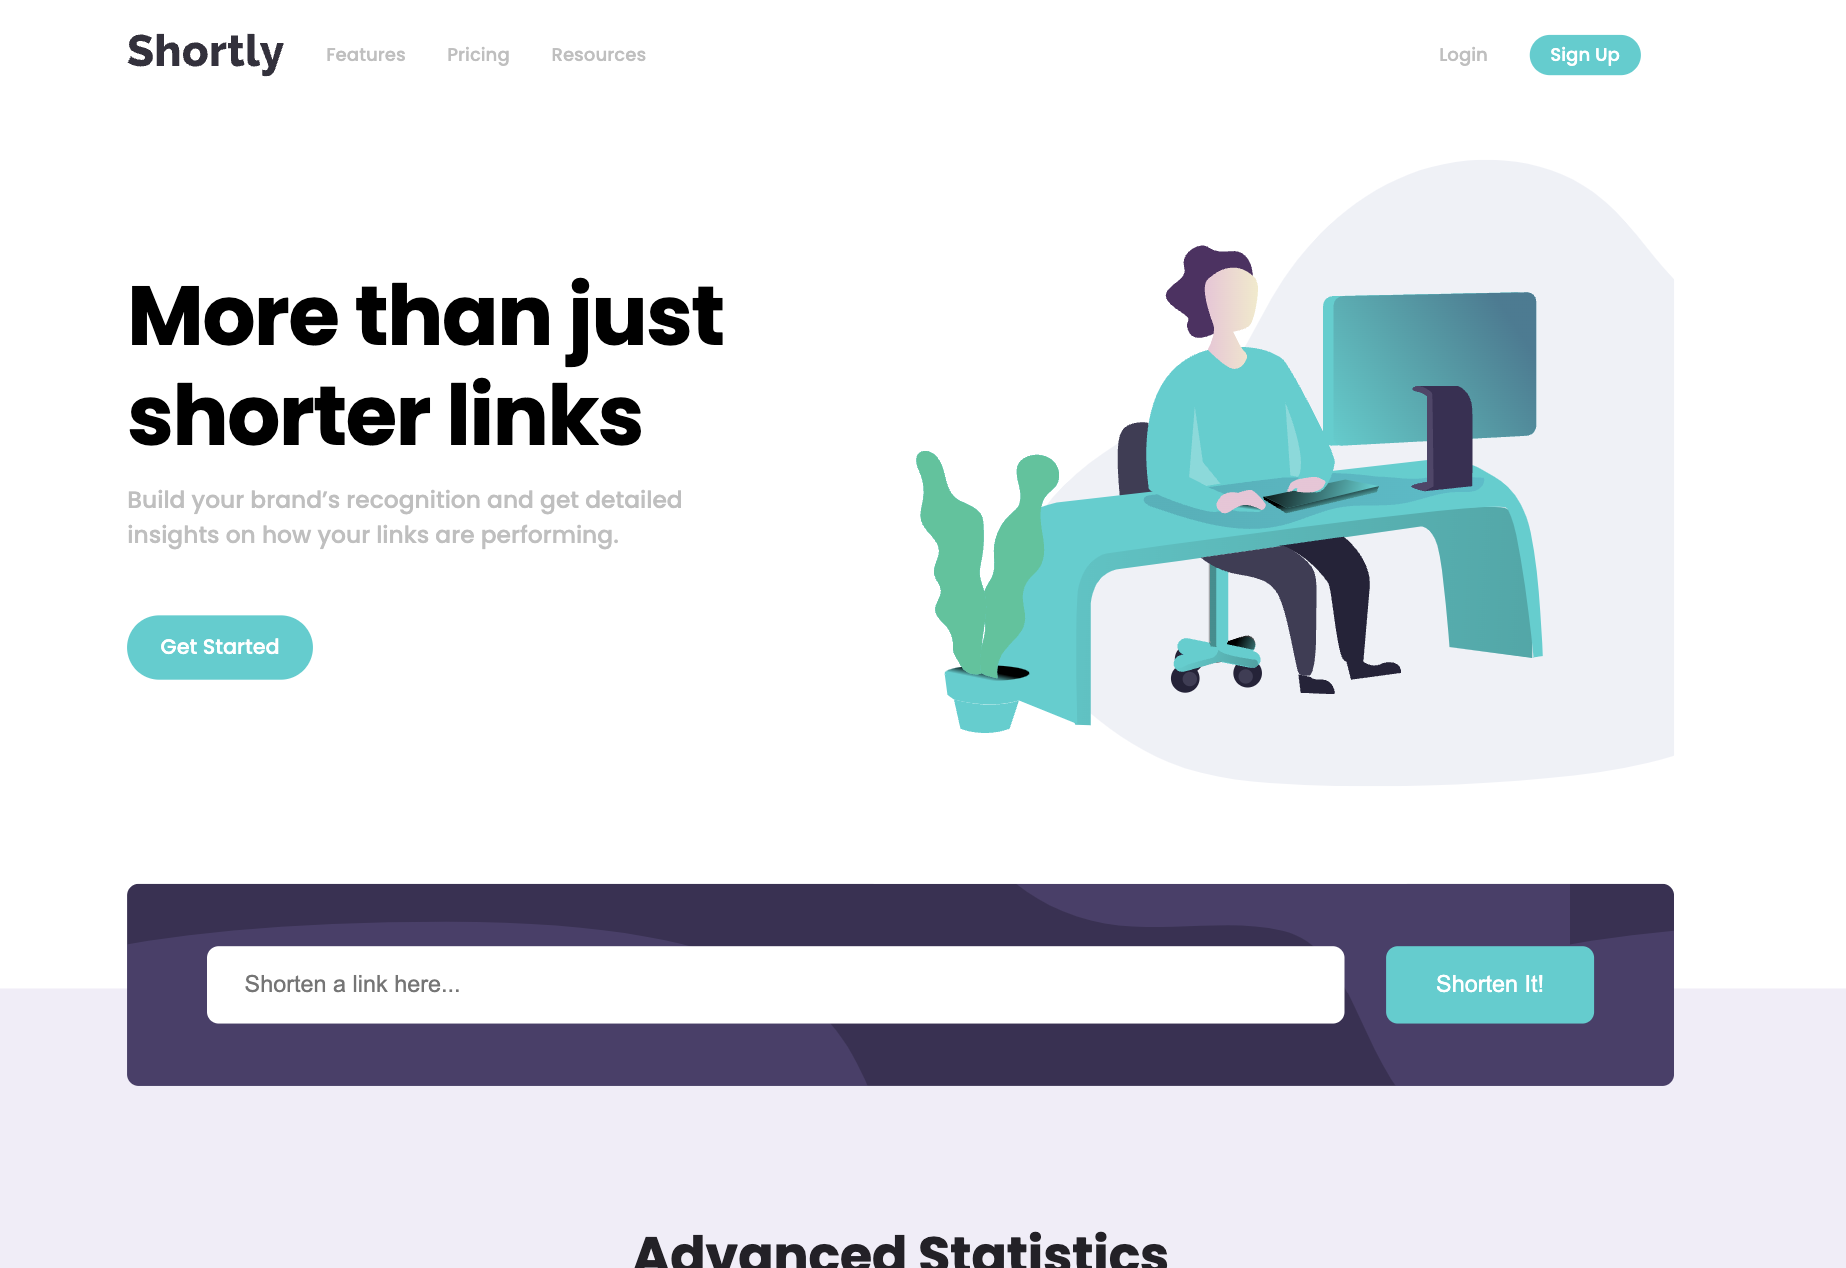 Shortly
Features
Pricing
Resources
Login
Sign Up
More than just
shorter links
Build your brand’s recognition and get detailed
insights on how your links are performing.
Get Started
Shorten a link here...
Shorten It!
Advanced Statistics